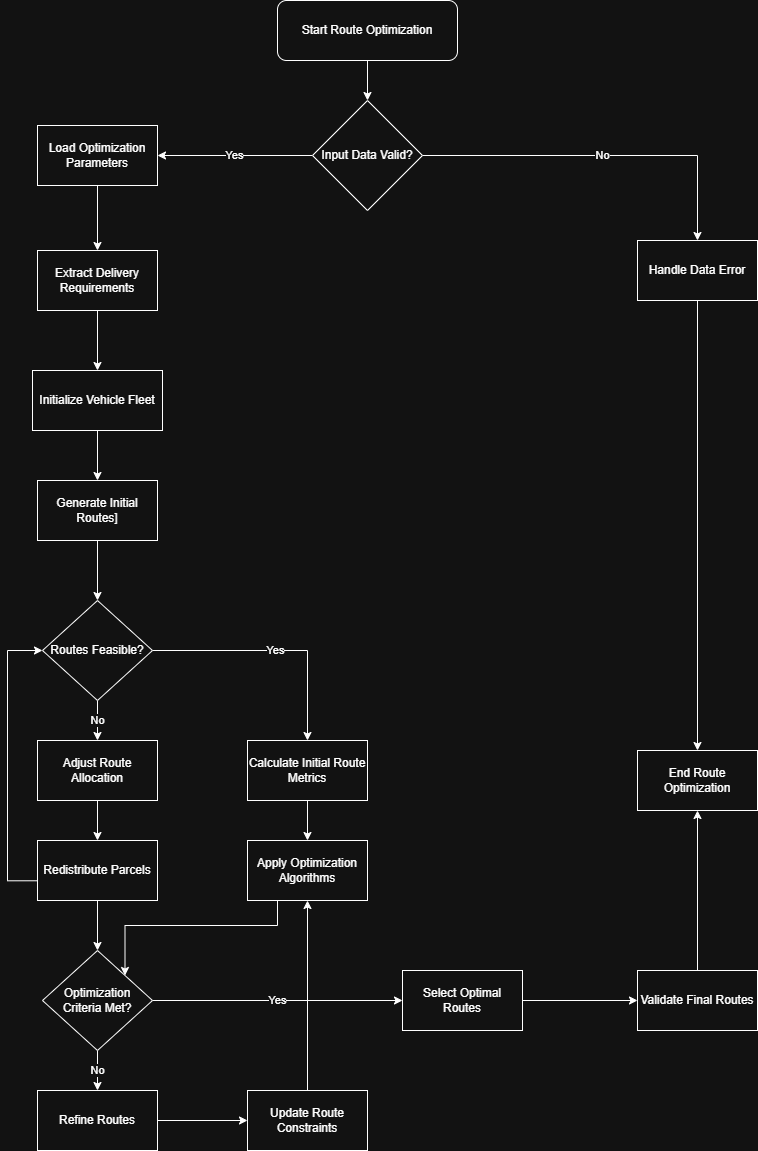 Start Route Optimization
Input Data Valid?
Yes
No
Load Optimization
Parameters
Extract Delivery
Requirements
Handle Data Error
Initialize Vehicle Fleet
Generate Initial
Routes]
Routes Feasible?
Yes
No
Adjust Route
Allocation
Calculate Initial Route
Metrics
End Route
Optimization
Redistribute Parcels
Apply Optimization
Algorithms
Optimization
Criteria Met?
Yes
Select Optimal
Routes
Validate Final Routes
No
Refine Routes
Update Route
Constraints